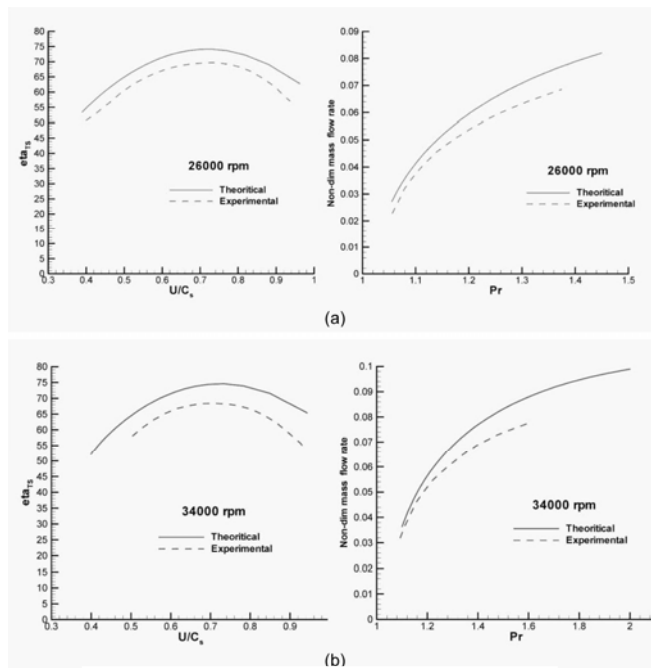 80
75
70
65
60
55
50
45
40
35
30
25
20
15
10
5
0
eta_TS
26000 rpm
Theoritical
Experimental
0.3 0.4 0.5 0.6 0.7 0.8 0.9 1
U/C_s
0.09
0.08
0.07
0.06
0.05
0.04
0.03
0.02
0.01
0
Non-dim mass flow rate
26000 rpm
Theoritical
Experimental
1 1.1 1.2 1.3 1.4 1.5
Pr
(a)
80
75
70
65
60
55
50
45
40
35
30
25
20
15
10
5
0
eta_TS
34000 rpm
Theoritical
Experimental
0.3 0.4 0.5 0.6 0.7 0.8 0.9
U/C_s
0.1
0.09
0.08
0.07
0.06
0.05
0.04
0.03
0.02
0.01
0
Non-dim mass flow rate
34000 rpm
Theoritical
Experimental
1 1.2 1.4 1.6 1.8 2
Pr
(b)